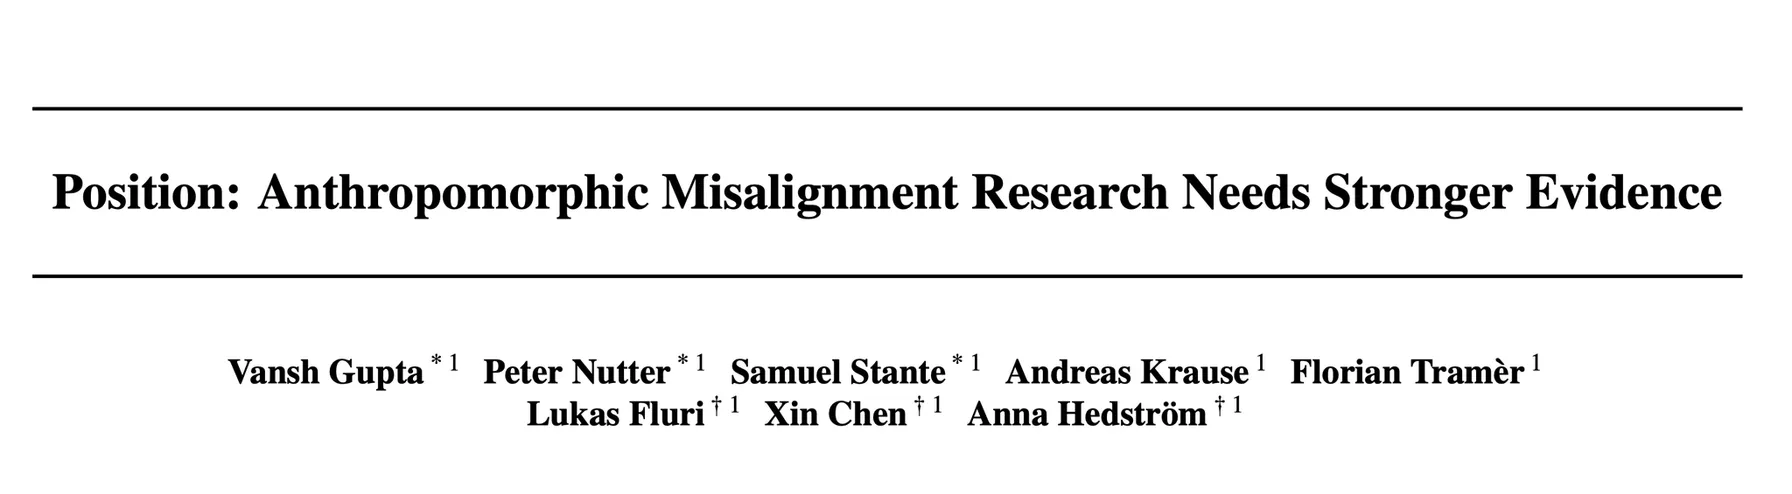 Position: Anthropomorphic Misalignment Research Needs Stronger Evidence
Vansh Gupta * 1 Peter Nutter * 1 Samuel Stante * 1 Andreas Krause 1 Florian Tramèr 1
Lukas Fluri † 1 Xin Chen † 1 Anna Hedström † 1